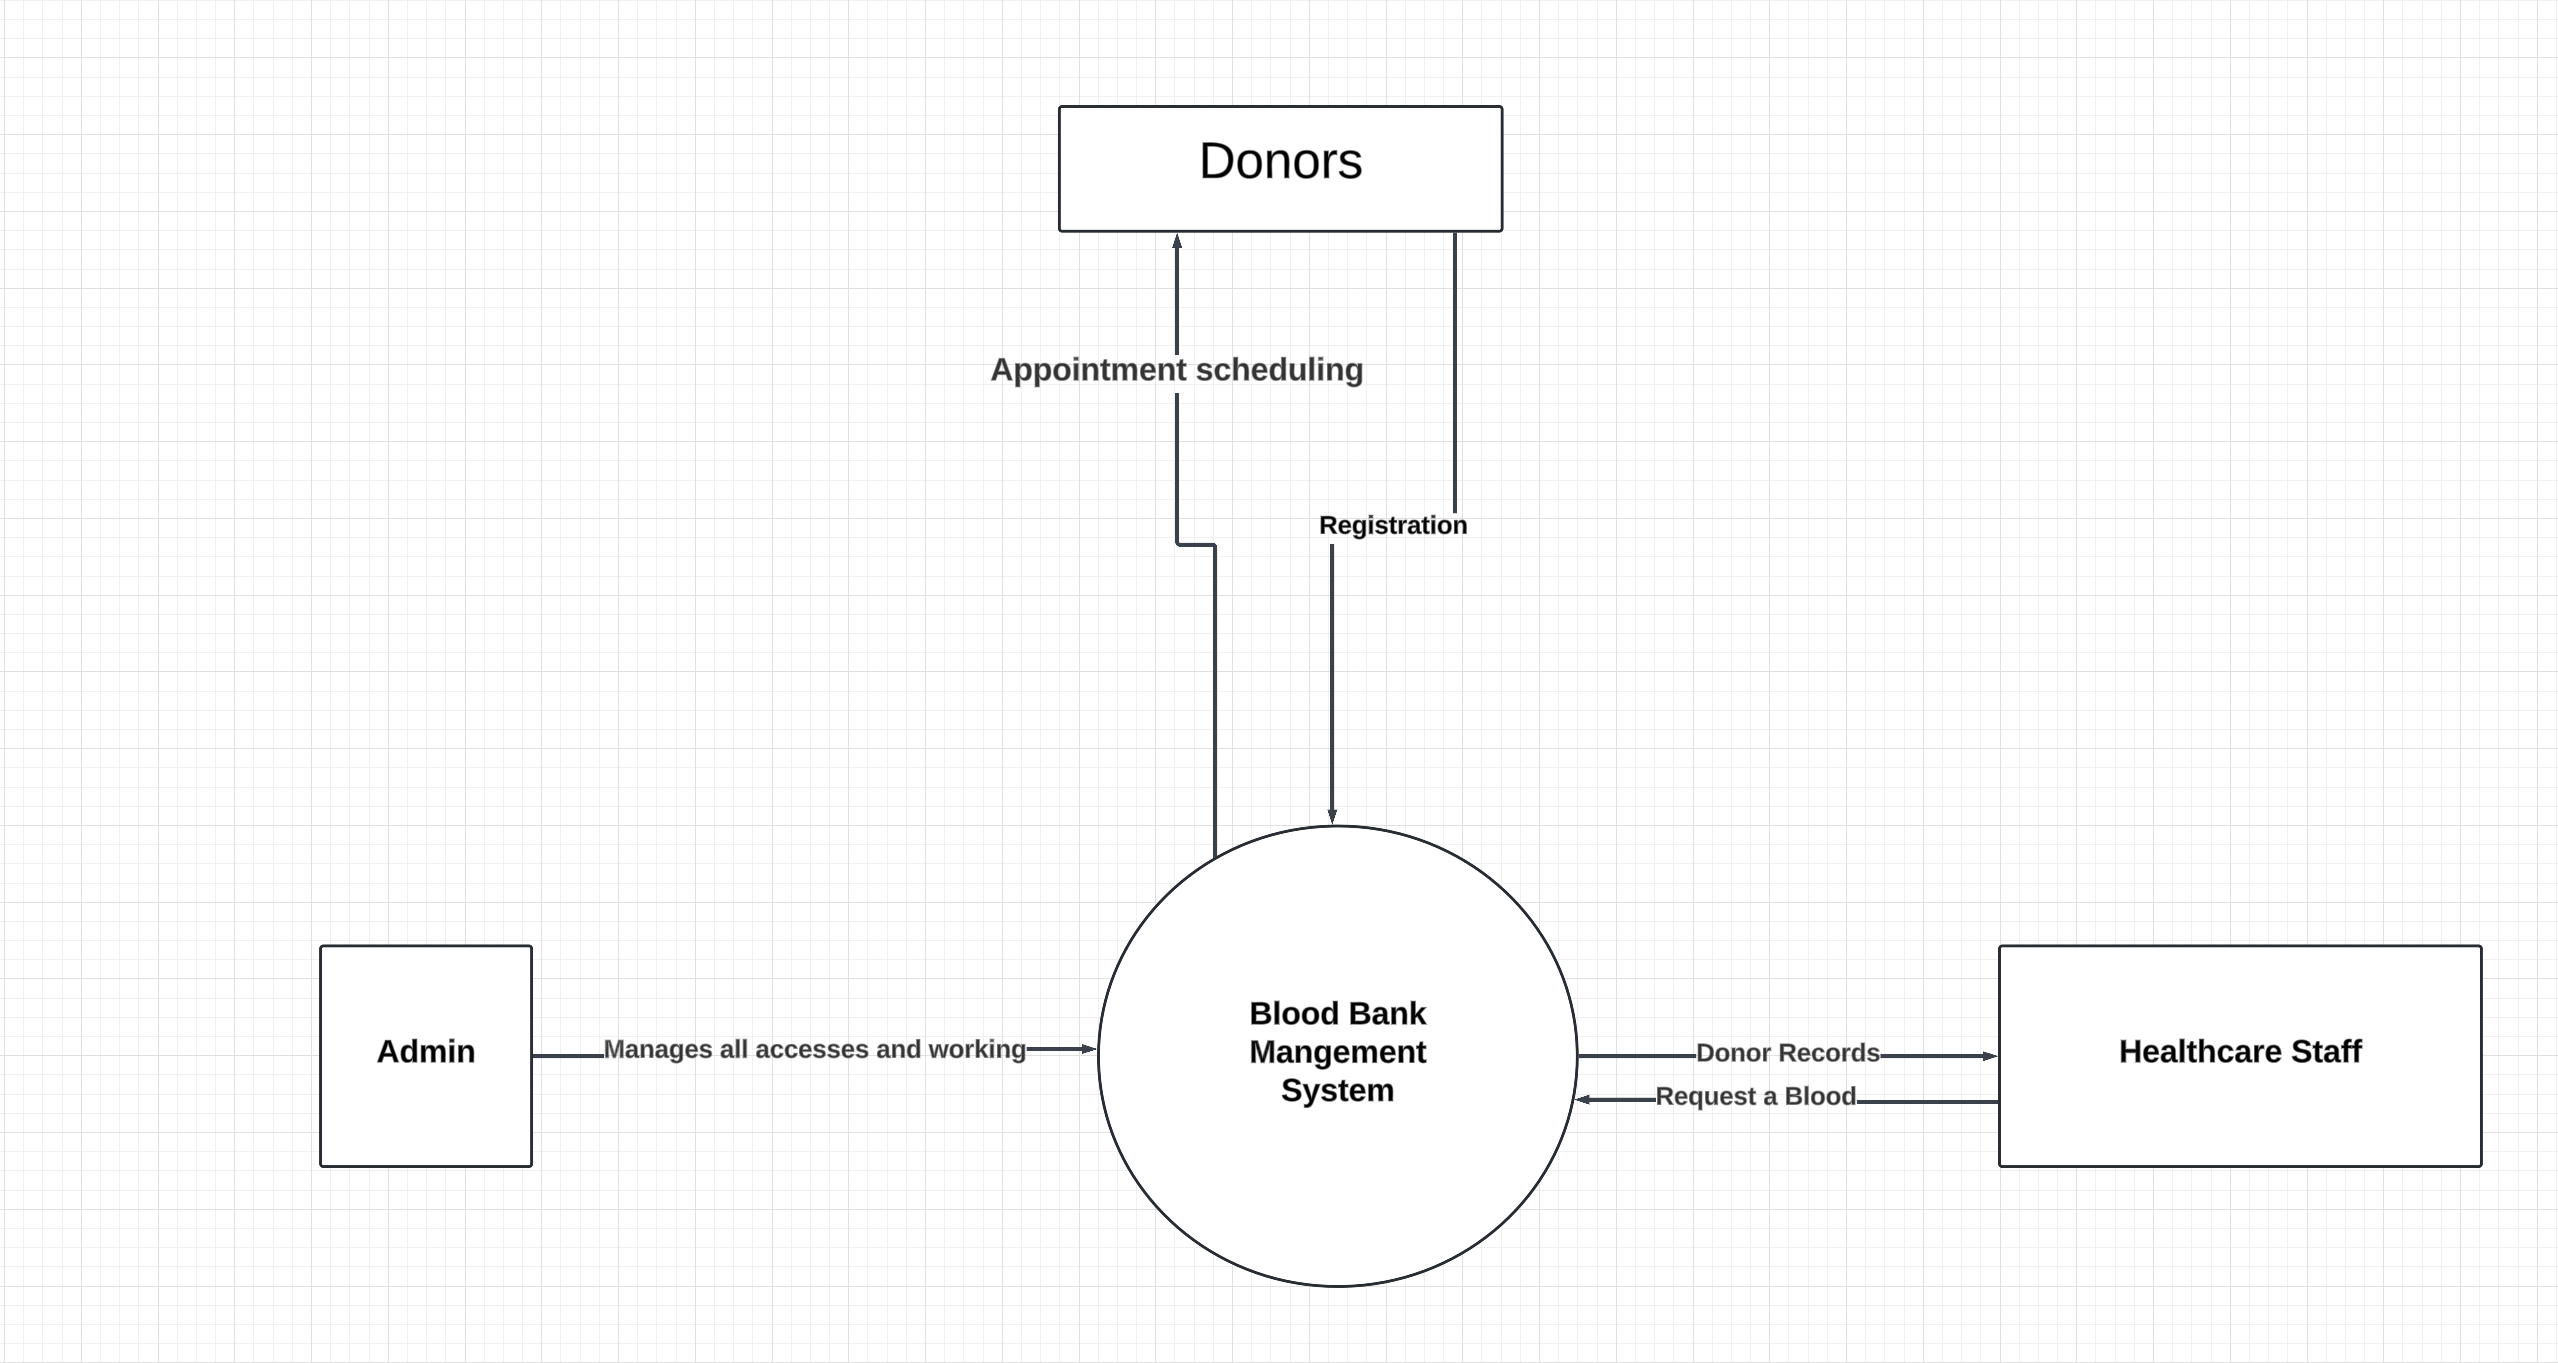 Donors
Appointment scheduling
Registration
Admin
Manages all accesses and working
Blood Bank
Mangement
System
Donor Records
Request a Blood
Healthcare Staff